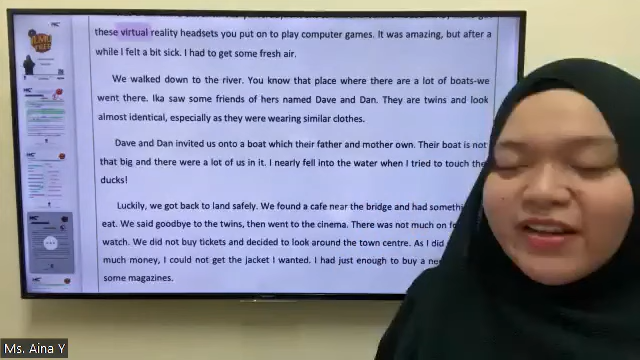 these virtual reality headsets you put on to play computer games. It was amazing, but after a
while I felt a bit sick. I had to get some fresh air.
We walked down to the river. You know that place where there are a lot of boats-we
went there. Ika saw some friends of hers named Dave and Dan. They are twins and look
almost identical, especially as they were wearing similar clothes.
Dave and Dan invited us onto a boat which their father and mother own. Their boat is not
that big and there were a lot of us in it. I nearly fell into the water when I tried to touch the
ducks!
Luckily, we got back to land safely. We found a cafe near the bridge and had
eat. We said goodbye to the twins, then went to the cinema. There was not much on
watch. We did not buy tickets and decided to look around the town centre. As I did
much money, I could not get the jacket I wanted. I had just enough to buy a
some magazines.
Ms. Aina Y